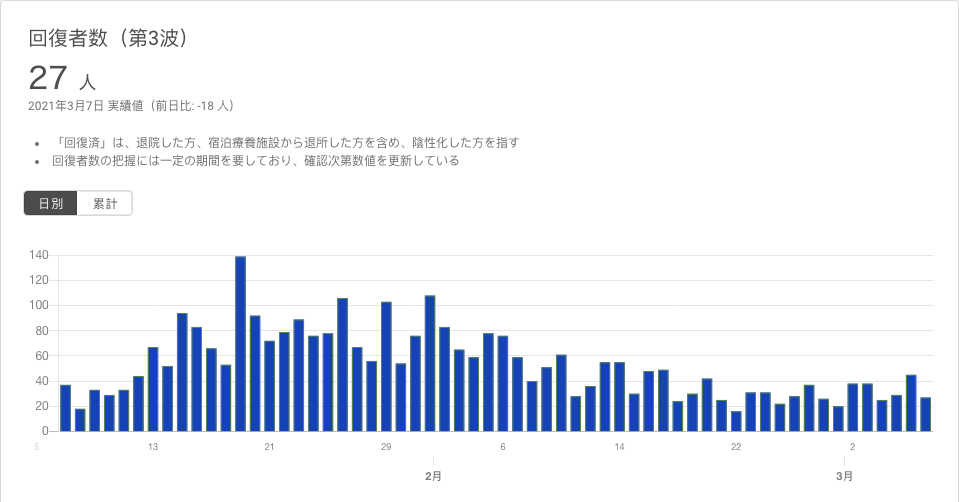 回復者数（第3波）
27 人
2021年3月7日 実績値（前日比: -18 人）
• 「回復済」は、退院した方、宿泊療養施設から退所した方を含め、陰性化した方を指す
• 回復者数の把握には一定の期間を要しており、確認次第数値を更新している
日別 累計
140
120
100
80
60
40
20
0
5 13 21 29 6 14 22 2
2月 3月